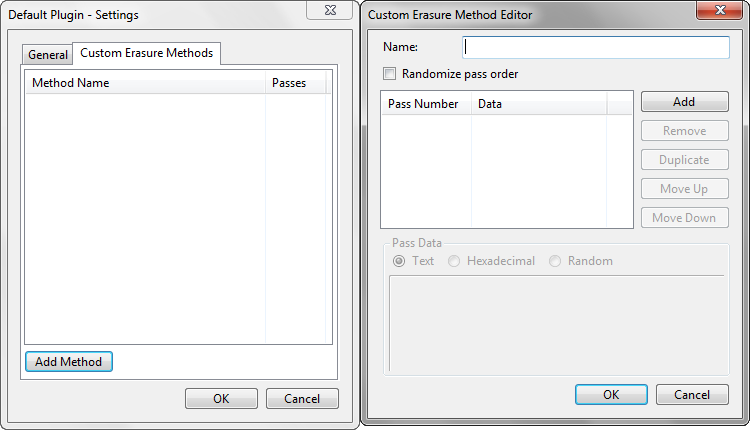 Default Plugin - Settings
General Custom Erasure Methods
Method Name Passes
Add Method
OK Cancel
Custom Erasure Method Editor
Name:
Randomize pass order
Pass Number Data
Add
Remove
Duplicate
Move Up
Move Down
Pass Data
Text Hexadecimal Random
OK Cancel